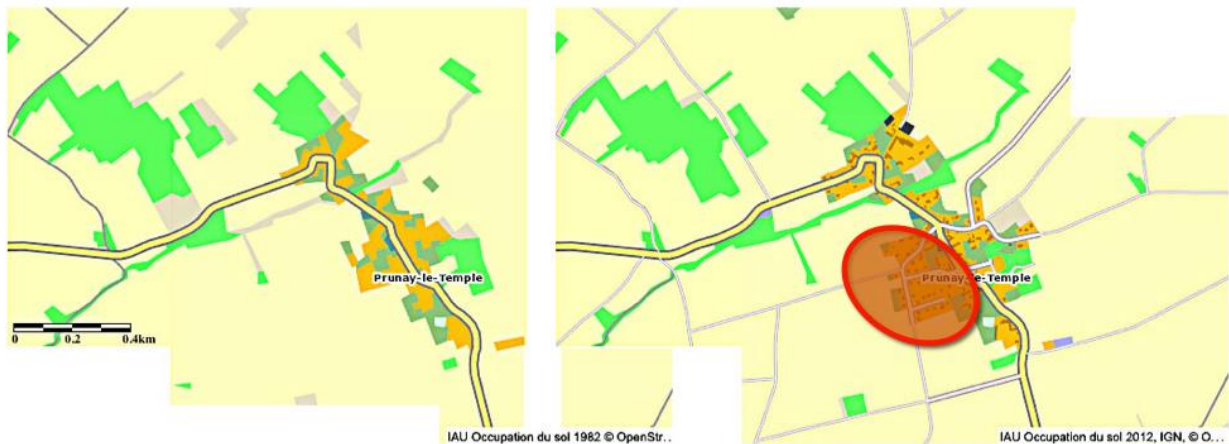 Prunay-le-Temple
0 0.2 0.4km
IAU Occupation du sol 1982 © OpenStr...
Prunay-le-Temple
IAU Occupation du sol 2012, IGN, © O...